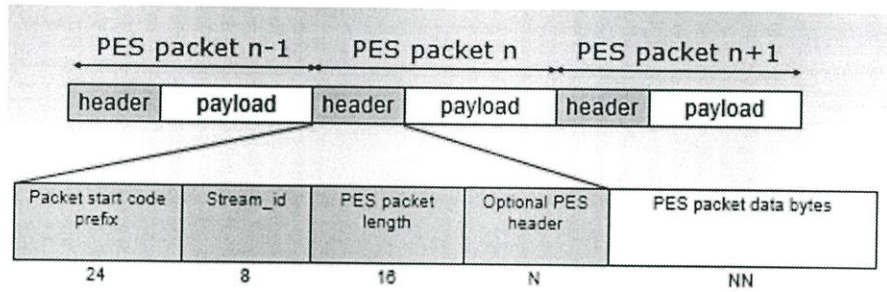 PES packet n-1 PES packet n PES packet n+1
header payload header payload header payload
Packet start code prefix Stream_id PES packet length Optional PES header PES packet data bytes
24 8 16 N NN